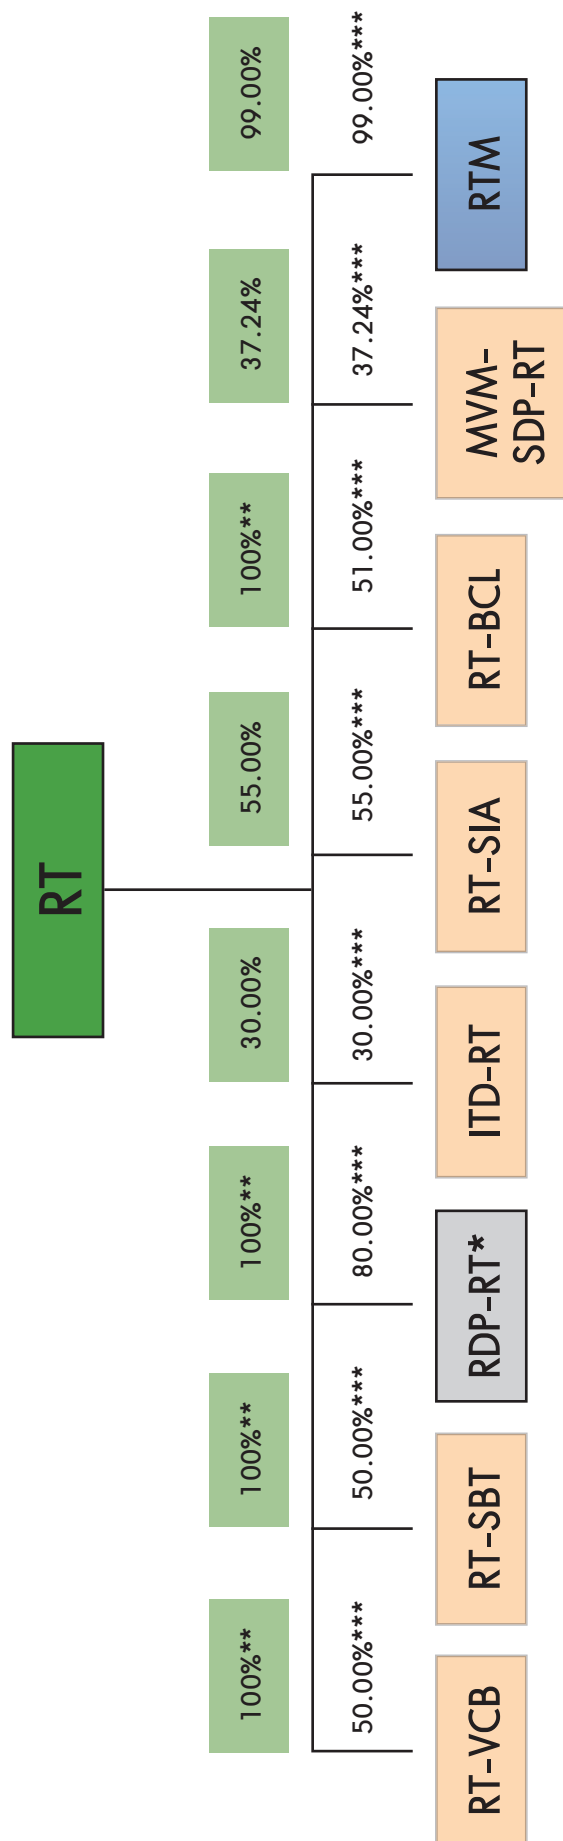 RT
100%**
100%**
100%**
30.00%
55.00%
100%**
37.24%
99.00%
50.00%***
50.00%***
80.00%***
30.00%***
55.00%***
51.00%***
37.24%***
99.00%***
RT-VCB
RT-SBT
RDP-RT*
ITD-RT
RT-SIA
RT-BCL
MVM-
SDP-RT
RTM